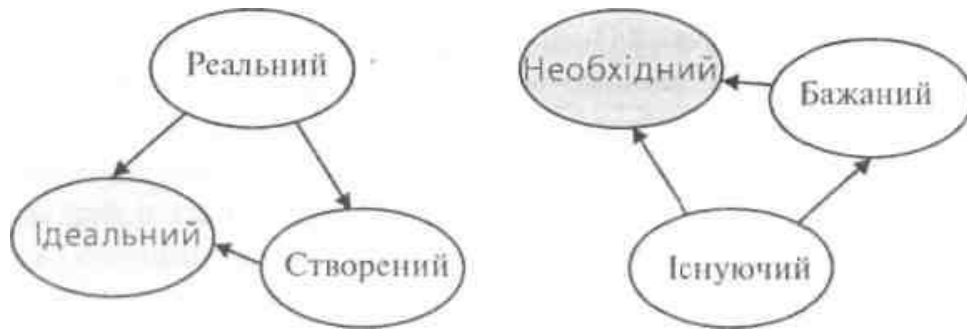 Реальний
Ідеальний
Створений
Необхідний
Бажаний
Існуючий